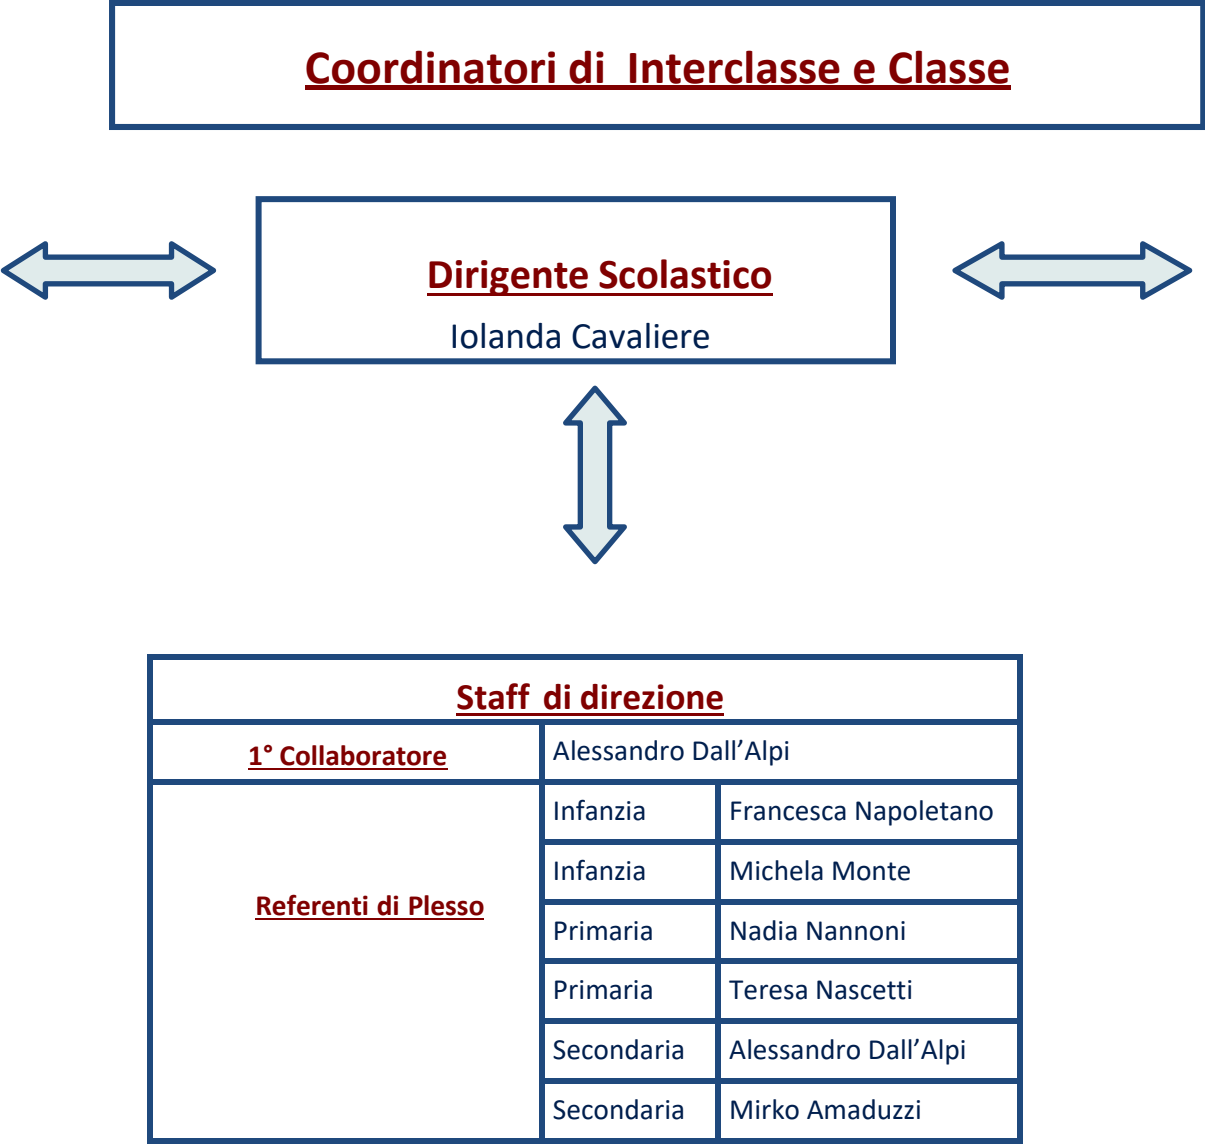 Coordinatori di Interclasse e Classe
Dirigente Scolastico
Iolanda Cavaliere
Staff di direzione
1° Collaboratore Alessandro Dall’Alpi
Referenti di Plesso
Infanzia Francesca Napoletano
Infanzia Michela Monte
Primaria Nadia Nannoni
Primaria Teresa Nascetti
Secondaria Alessandro Dall’Alpi
Secondaria Mirko Amaduzzi